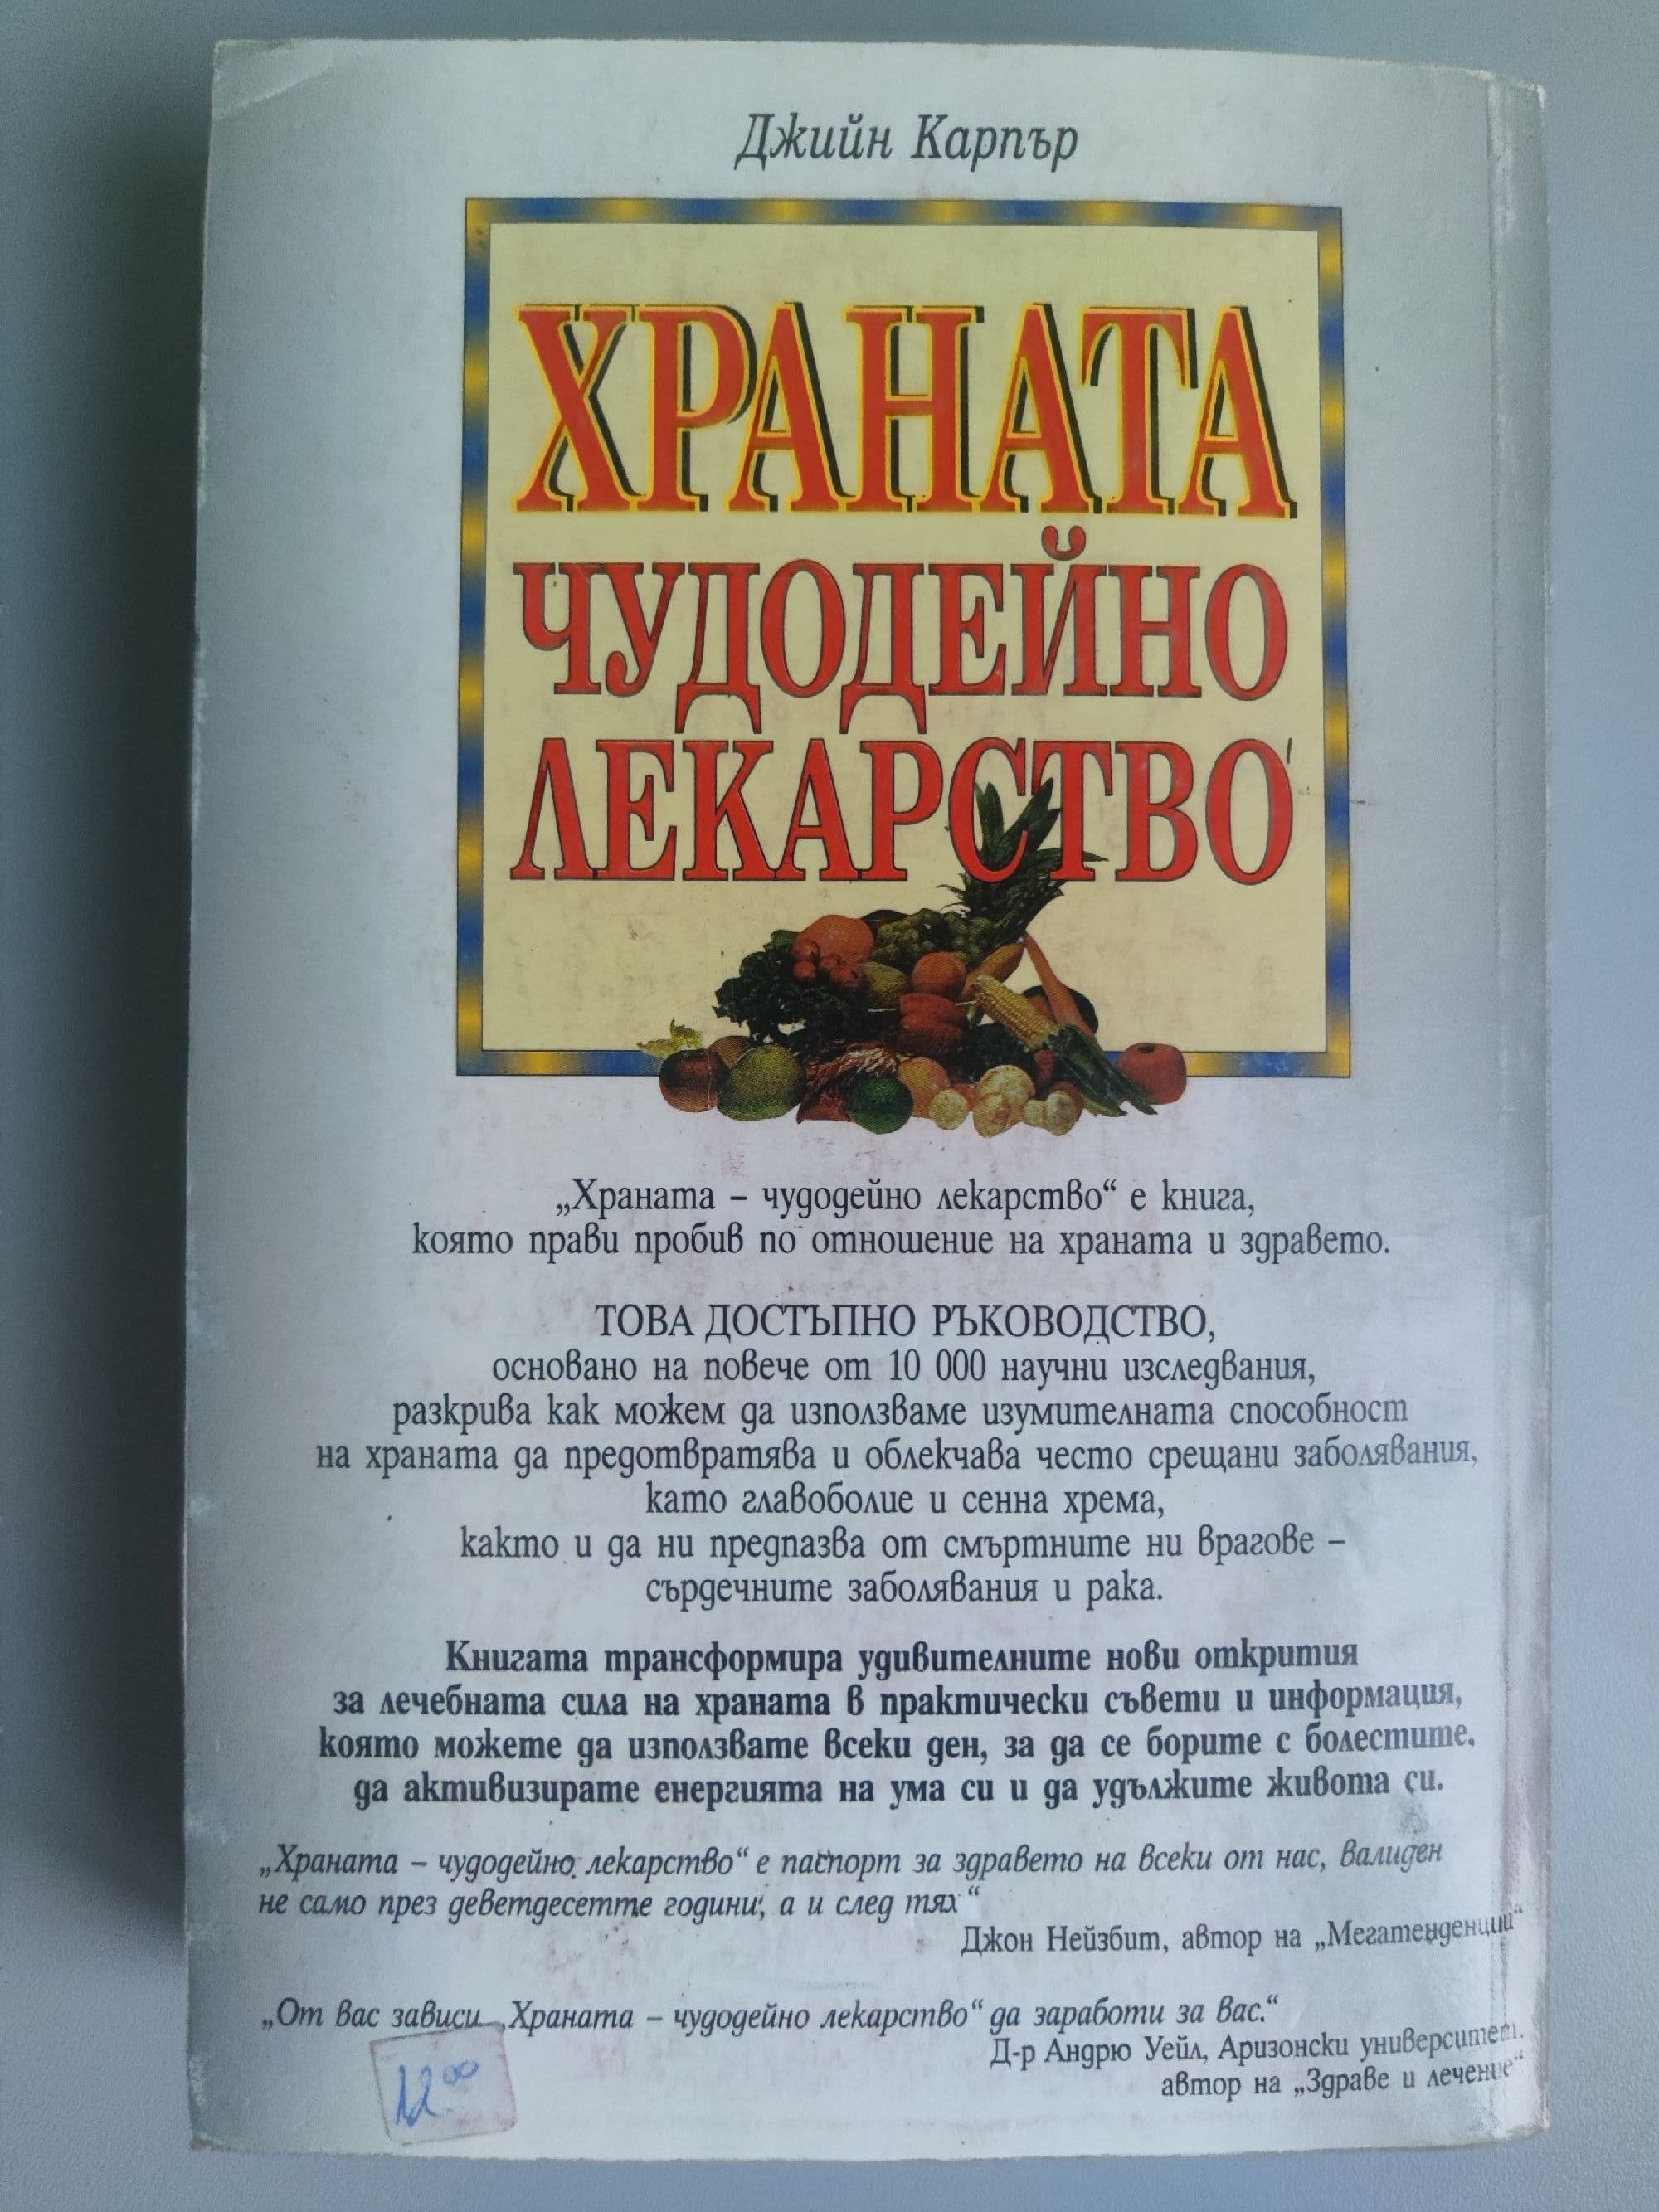 Джийн Карпър
ХРАНАТА
ЧУДОДЕЙНО
ЛЕКАРСТВО
„Храната – чудодейно лекарство“ е книга,
която прави пробив по отношение на храната и здравето.
ТОВА ДОСТЪПНО РЪКОВОДСТВО,
основано на повече от 10 000 научни изследвания,
разкрива как можем да използваме изумителната способност
на храната да предотвратява и облекчава често срещани заболявания,
като главоболие и сенна хрема,
както и да ни предпазва от смъртните ни врагове –
сърдечните заболявания и рака.
Книгата трансформира удивителните нови открития
за лечебната сила на храната в практически съвети и информация,
която можете да използвате всеки ден, за да се борите с болестите,
да активизирате енергията на ума си и да удължите живота си.
„Храната – чудодейно лекарство“ е паспорт за здравето на всеки от нас, валиден
не само през деветдесетте години, а и след тях“
Джон Нейзбит, автор на „Мегатенденции“
„От вас зависи „Храната – чудодейно лекарство“ да заработи за вас.“
Д-р Андрю Уейл, Аризонски университет,
автор на „Здраве и лечение“
12.00